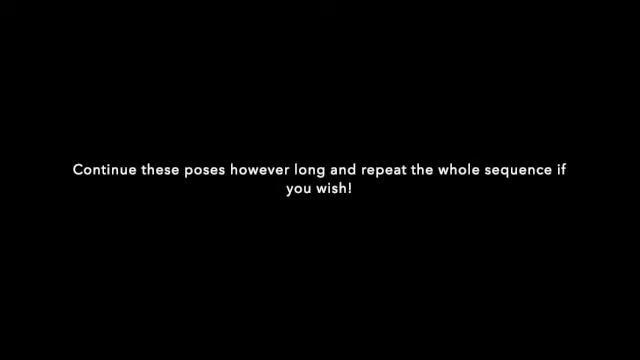 Continue these poses however long and repeat the whole sequence if
you wish!